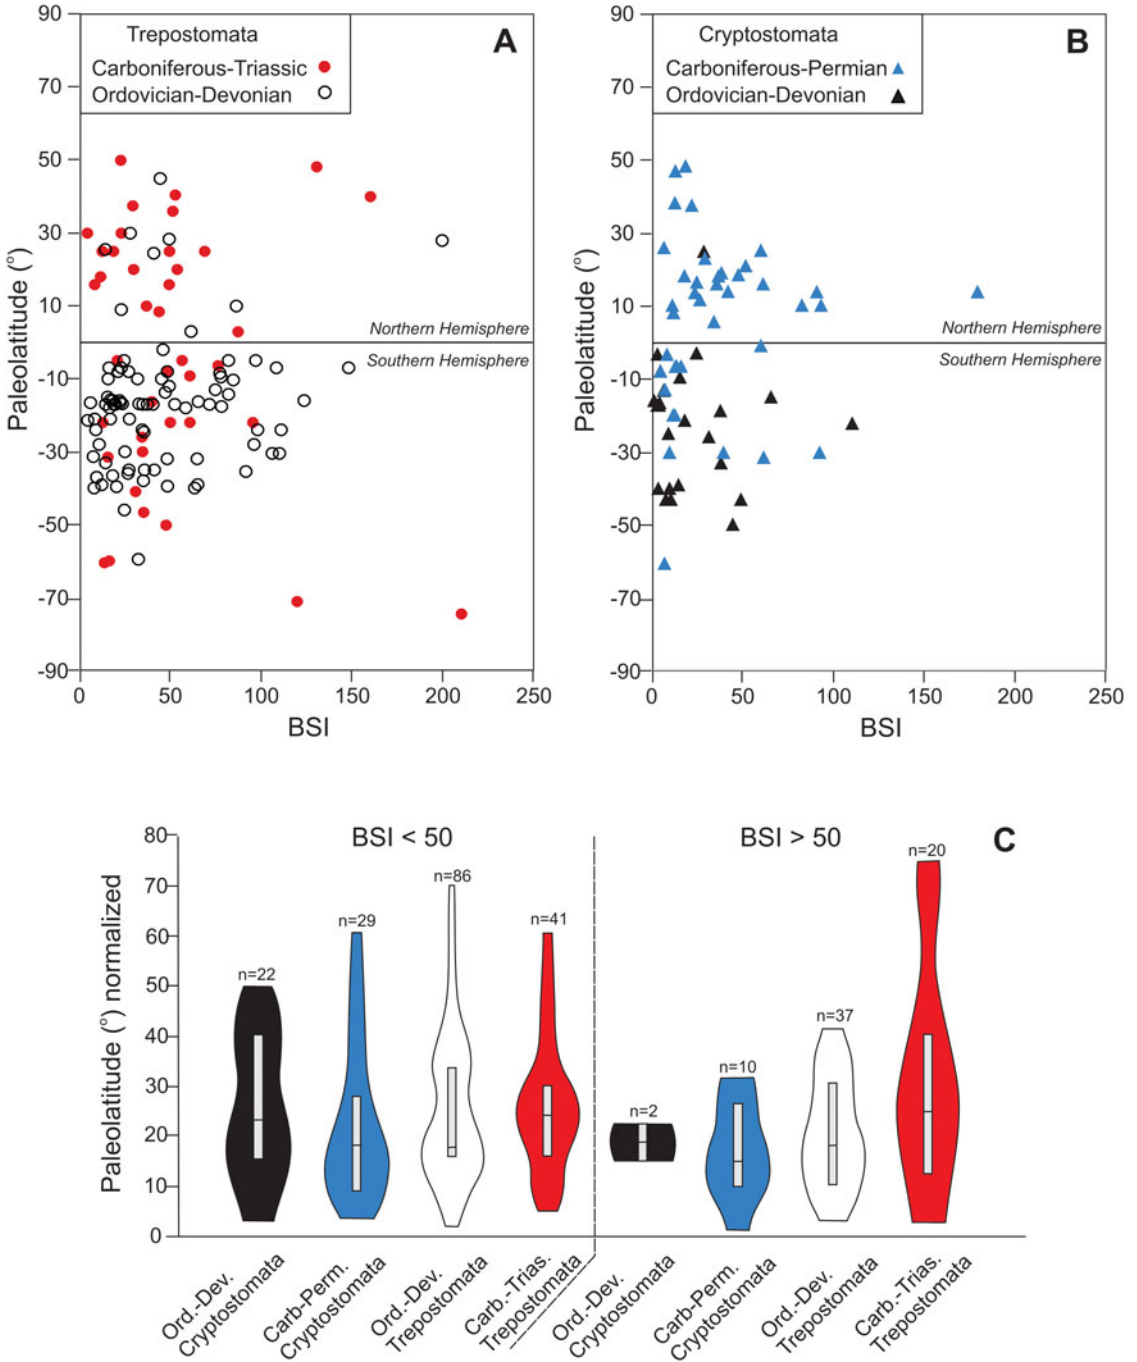 Trepostomata
Carboniferous-Triassic
Ordovician-Devonian
A
90
70
50
30
10
-10
-30
-50
-70
-90
Paleolatitude (°)
Northern Hemisphere
Southern Hemisphere
0
50
100
150
200
250
BSI
Cryptostomata
Carboniferous-Permian
Ordovician-Devonian
B
90
70
50
30
10
-10
-30
-50
-70
-90
Paleolatitude (°)
Northern Hemisphere
Southern Hemisphere
0
50
100
150
200
250
BSI
BSI < 50
BSI > 50
C
80
70
60
50
40
30
20
10
0
Paleolatitude (°) normalized
n=22
n=29
n=86
n=41
n=2
n=10
n=37
n=20
Ord.-Dev.
Cryptostomata
Carb-Perm.
Cryptostomata
Ord.-Dev.
Trepostomata
Carb.-Trias.
Trepostomata
Ord.-Dev.
Cryptostomata
Carb-Perm.
Cryptostomata
Ord.-Dev.
Trepostomata
Carb.-Trias.
Trepostomata